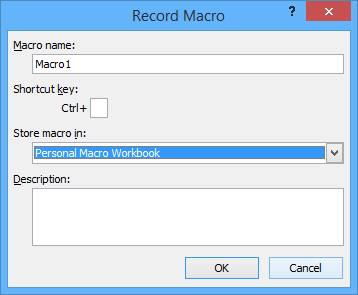 Record Macro
?
Macro name:
Macro1
Shortcut key:
Ctrl+
Store macro in:
Personal Macro Workbook
Description:
OK Cancel